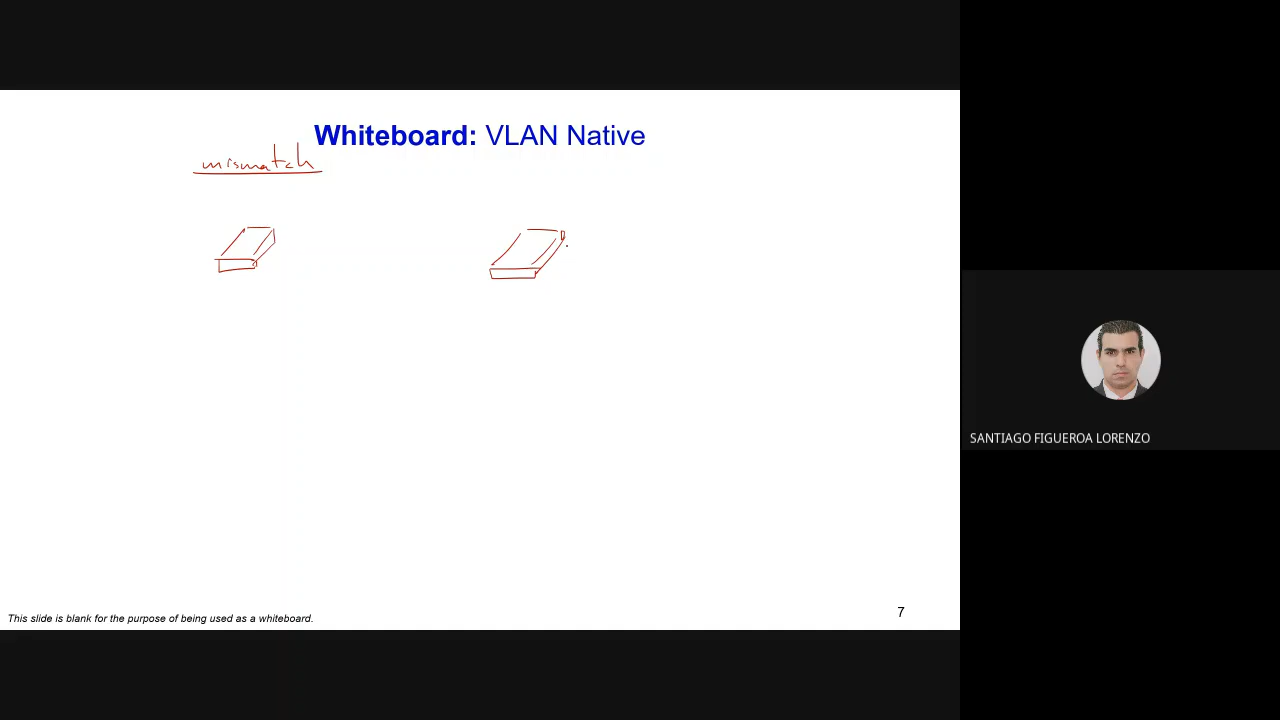 Whiteboard: VLAN Native
mismatch
SANTIAGO FIGUEROA LORENZO
This slide is blank for the purpose of being used as a whiteboard.
7